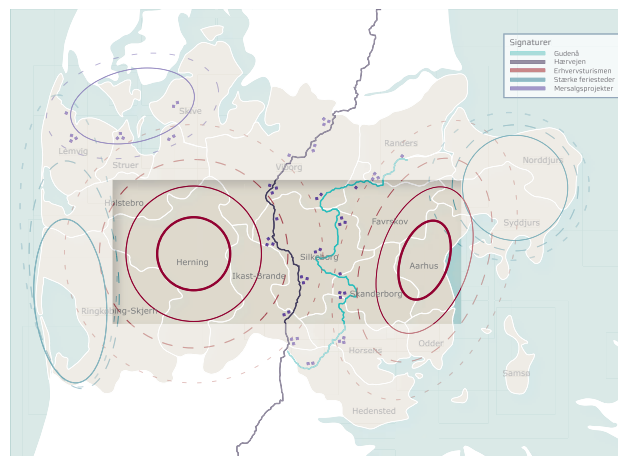 Signaturer
Gudenå
Hærvejen
Erhvervsturismen
Stærke feriesteder
Mersalgsprojekter
Skive
Lemvig
Struer
Viborg
Randers
Norddjurs
Syddjurs
Holstebro
Favrskov
Herning
Silkeborg
Aarhus
Ikast-Brande
Skanderborg
Ringkøbing-Skjern
Odder
Horsens
Samsø
Hedensted